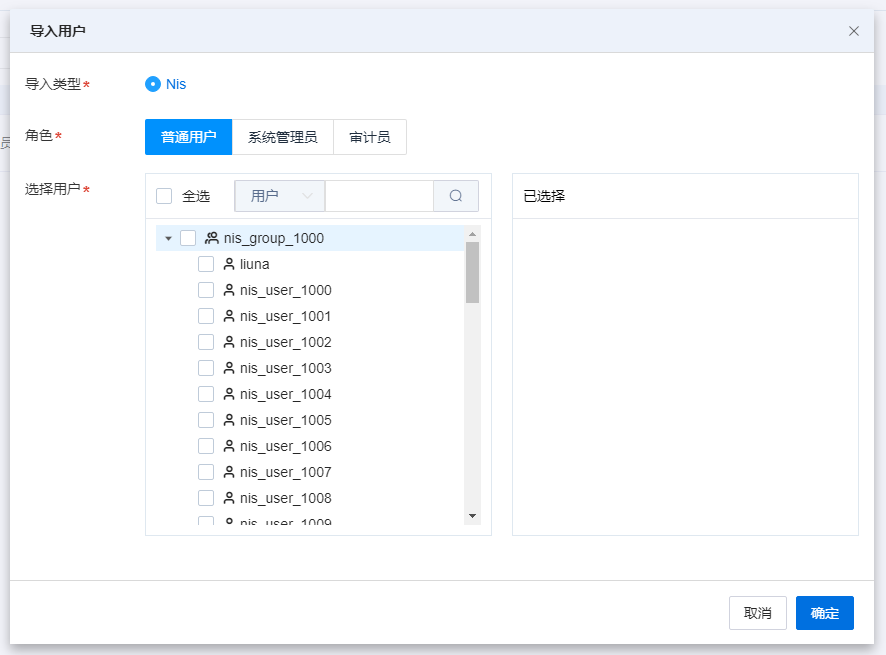 导入用户
导入类型* Nis
角色* 普通用户 系统管理员 审计员
选择用户* 全选 用户 已选择
nis_group_1000
liuna
nis_user_1000
nis_user_1001
nis_user_1002
nis_user_1003
nis_user_1004
nis_user_1005
nis_user_1006
nis_user_1007
nis_user_1008
nis_user_1009
员
取消 确定